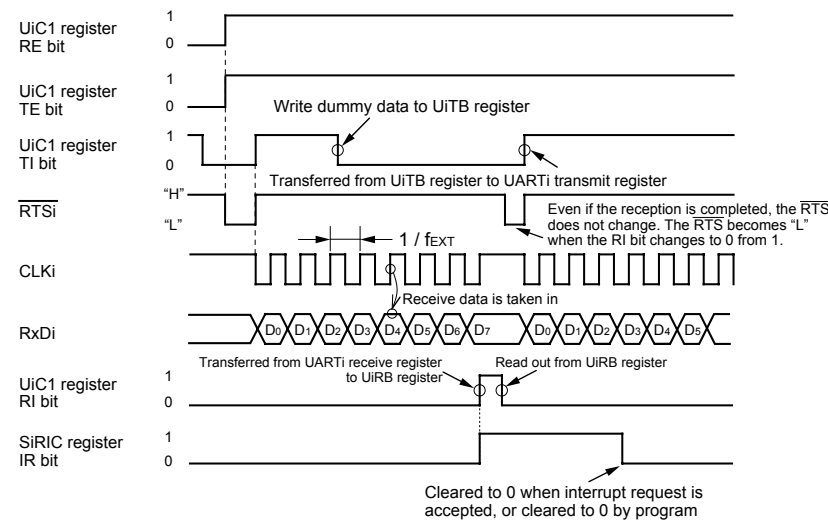 UiC1 register
RE bit
1
0
UiC1 register
TE bit
1
0
Write dummy data to UiTB register
UiC1 register
TI bit
1
0
Transferred from UiTB register to UARTi transmit register
RTSi
“H”
“L”
Even if the reception is completed, the RTS
does not change. The RTS becomes “L”
when the RI bit changes to 0 from 1.
1 / fEXT
CLKi
Receive data is taken in
RxDi
D0 D1 D2 D3 D4 D5 D6 D7 D0 D1 D2 D3 D4 D5
Transferred from UARTi receive register
to UiRB register
Read out from UiRB register
UiC1 register
RI bit
1
0
SiRIC register
IR bit
1
0
Cleared to 0 when interrupt request is
accepted, or cleared to 0 by program